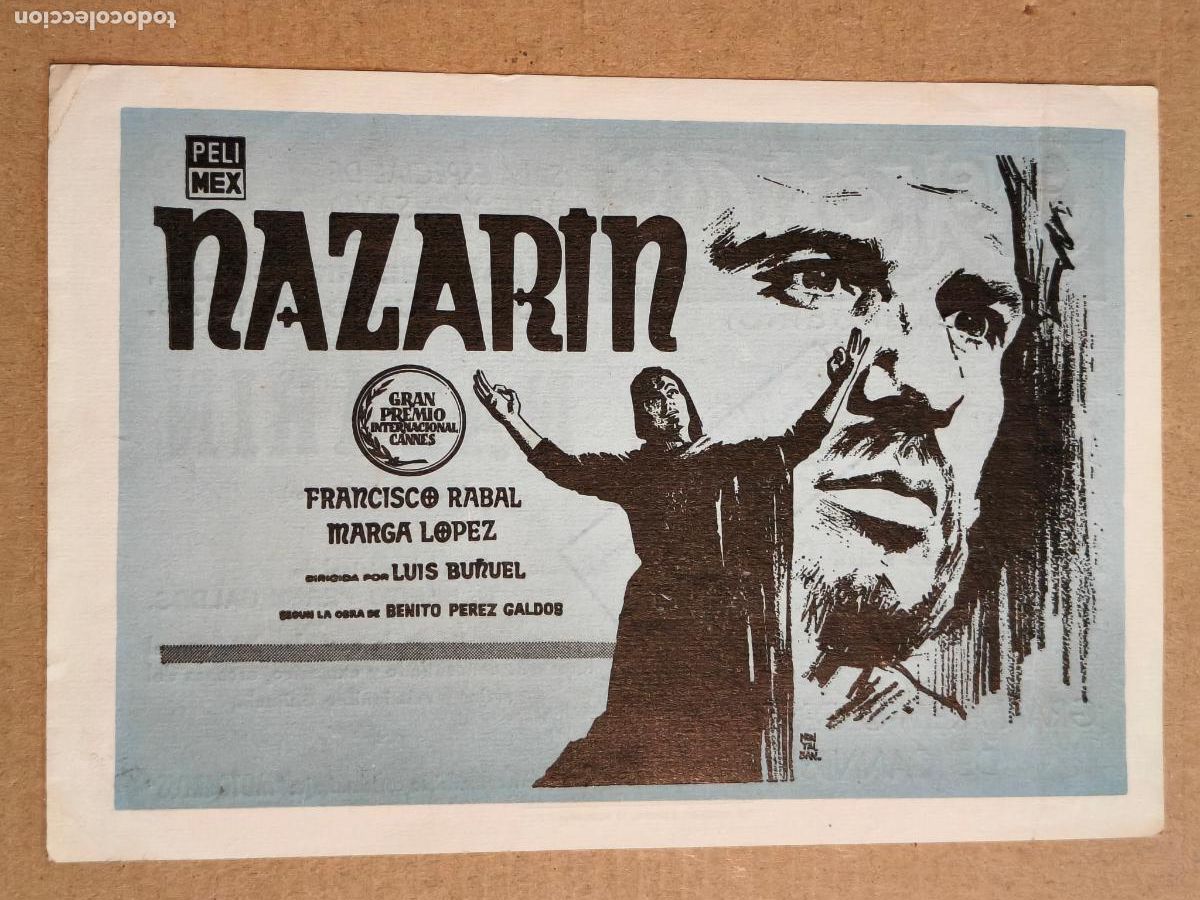 todocoleccion
PELI
MEX
NAZARIN
GRAN
PREMIO
INTERNACIONAL
CANNES
FRANCISCO RABAL
MARGA LOPEZ
DIRIGIDA POR LUIS BUÑUEL
SEGUN LA OBRA DE BENITO PEREZ GALDOS